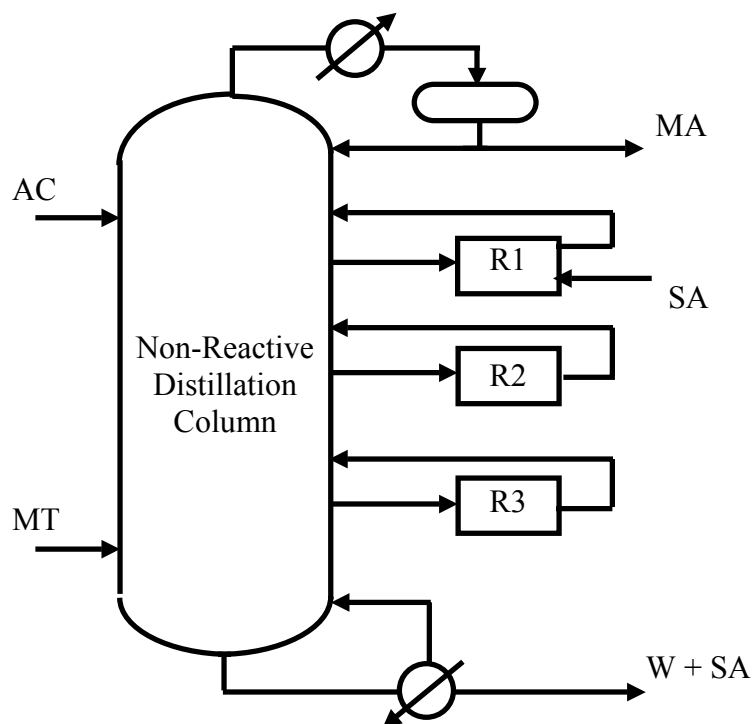 MA
AC
R1
SA
Non-Reactive
Distillation
Column
R2
R3
MT
W + SA